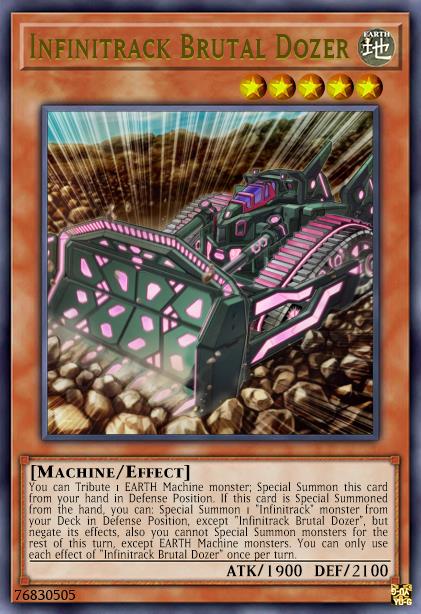 INFINITRACK BRUTAL DOZER
EARTH
地
[MACHINE/EFFECT]
You can Tribute 1 EARTH Machine monster; Special Summon this card
from your hand in Defense Position. If this card is Special Summoned
from the hand, you can: Special Summon 1 "Infinitrack" monster from
your Deck in Defense Position, except "Infinitrack Brutal Dozer", but
negate its effects, also you cannot Special Summon monsters for the
rest of this turn, except EARTH Machine monsters. You can only use
each effect of "Infinitrack Brutal Dozer" once per turn.
ATK/1900 DEF/2100
76830505